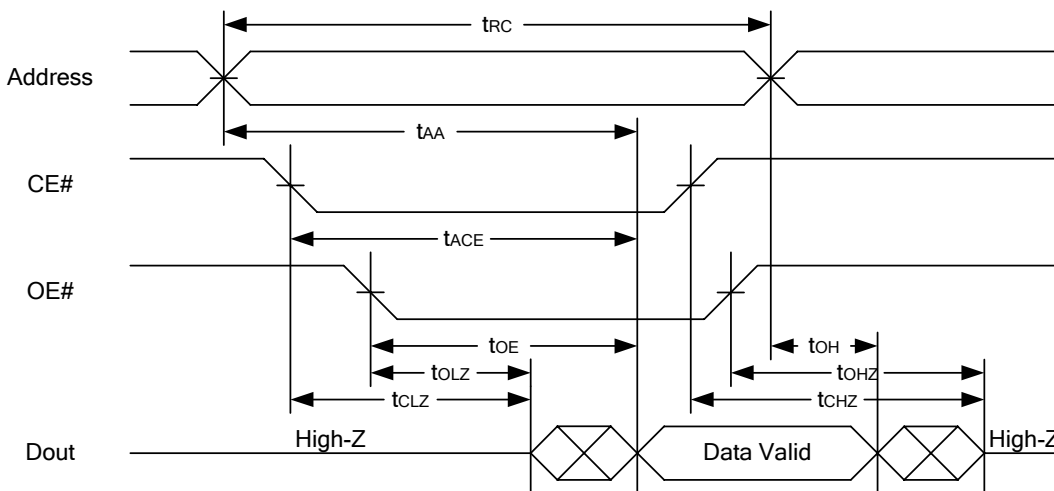 tRC
Address
tAA
CE#
tACE
OE#
tOE
tOH
tOLZ
tOHZ
tCLZ
tCHZ
High-Z
Dout
Data Valid
High-Z